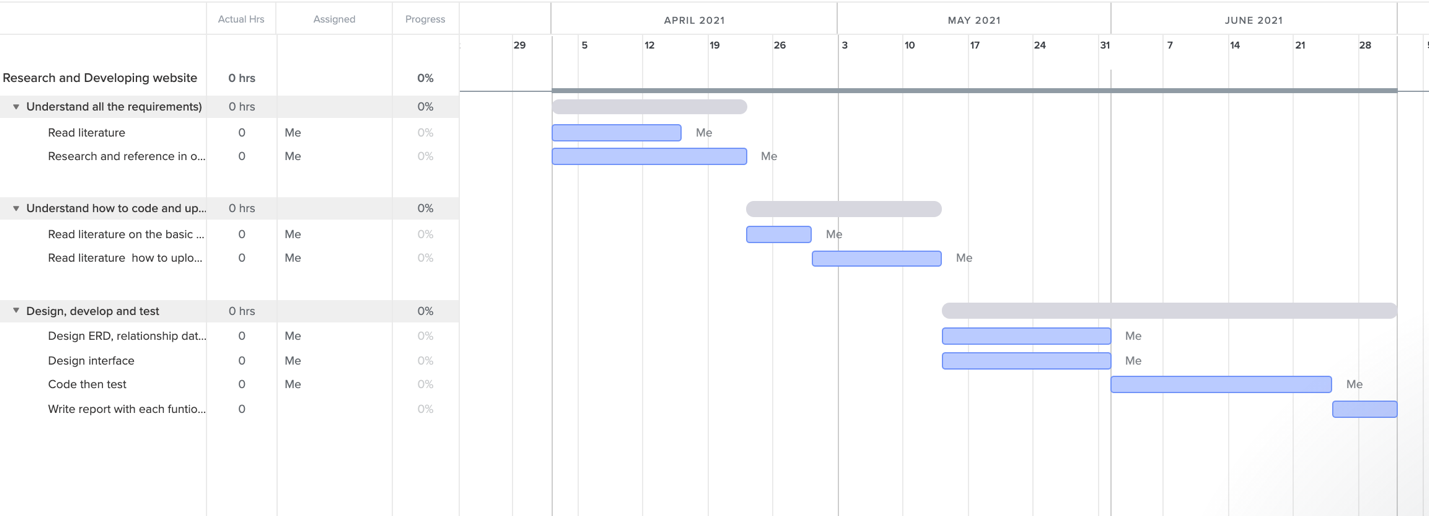 Actual Hrs Assigned Progress APRIL 2021 MAY 2021 JUNE 2021
29 5 12 19 26 3 10 17 24 31 7 14 21 28
Research and Developing website 0 hrs 0%
Understand all the requirements) 0 hrs 0%
Read literature 0 Me 0% Me
Research and reference in o... 0 Me 0% Me
Understand how to code and up... 0 hrs 0%
Read literature on the basic ... 0 Me 0% Me
Read literature how to uplo... 0 Me 0% Me
Design, develop and test 0 hrs 0%
Design ERD, relationship dat... 0 Me 0% Me
Design interface 0 Me 0% Me
Code then test 0 Me 0% Me
Write report with each funtio... 0 0%